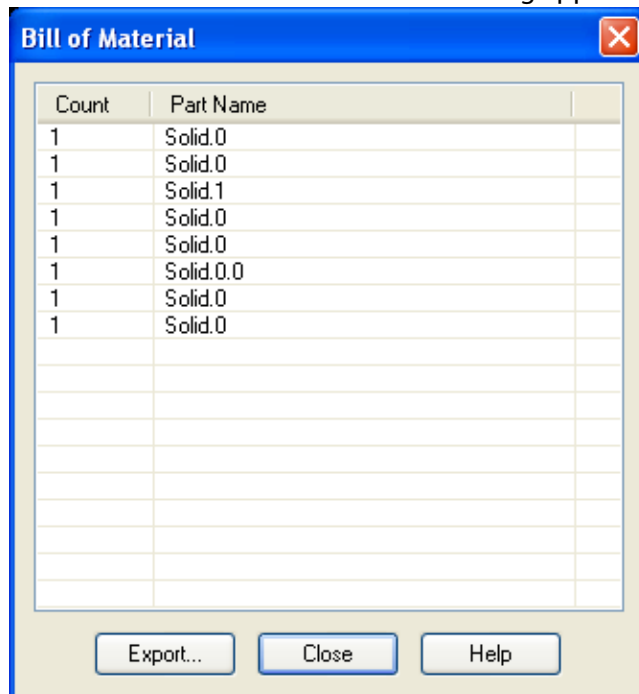 Bill of Material
Count Part Name
1 Solid.0
1 Solid.0
1 Solid.1
1 Solid.0
1 Solid.0
1 Solid.0.0
1 Solid.0
1 Solid.0
Export... Close Help